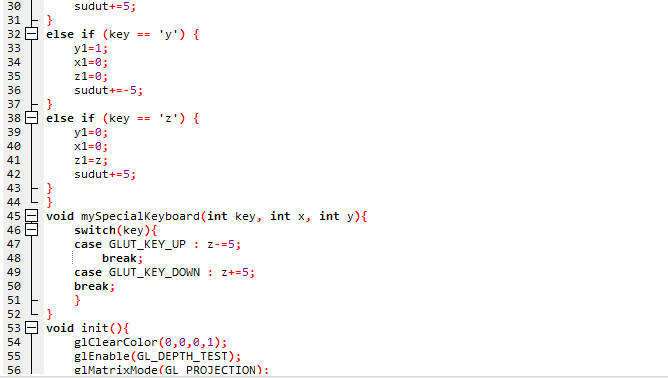 30 sudut+=5;
31 }
32 else if (key == 'y') {
33 y1=1;
34 x1=0;
35 z1=0;
36 sudut+=-5;
37 }
38 else if (key == 'z') {
39 y1=0;
40 x1=0;
41 z1=z;
42 sudut+=5;
43 }
44 }
45 void mySpecialKeyboard(int key, int x, int y){
46 switch(key){
47 case GLUT_KEY_UP : z-=5;
48 break;
49 case GLUT_KEY_DOWN : z+=5;
50 break;
51 }
52 }
53 void init(){
54 glClearColor(0,0,0,1);
55 glEnable(GL_DEPTH_TEST);
56 glMatrixMode(GL_PROJECTION);